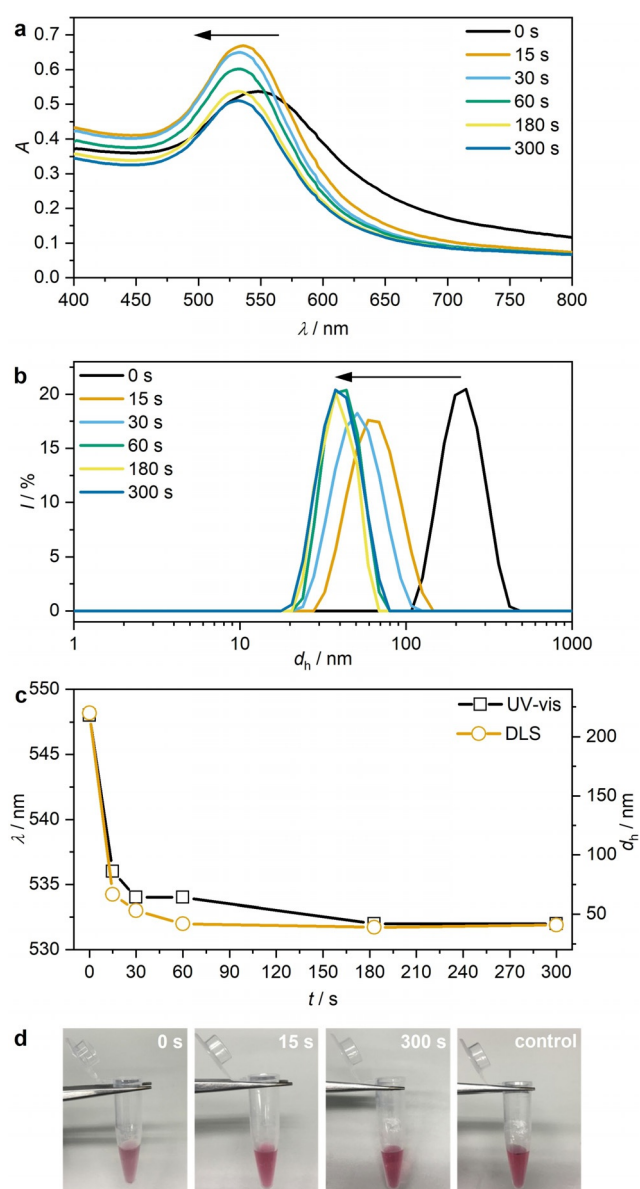 a
0.7
0.6
0.5
0.4
0.3
0.2
0.1
0.0
A
0 s
15 s
30 s
60 s
180 s
300 s
400 450 500 550 600 650 700 750 800
λ / nm
b
20
15
10
5
0
I / %
0 s
15 s
30 s
60 s
180 s
300 s
1 10 100 1000
dₕ / nm
c
550
545
540
535
530
λ / nm
UV-vis
DLS
200
150
100
50
dₕ / nm
0 30 60 90 120 150 180 210 240 270 300
t / s
d
0 s 15 s 300 s control